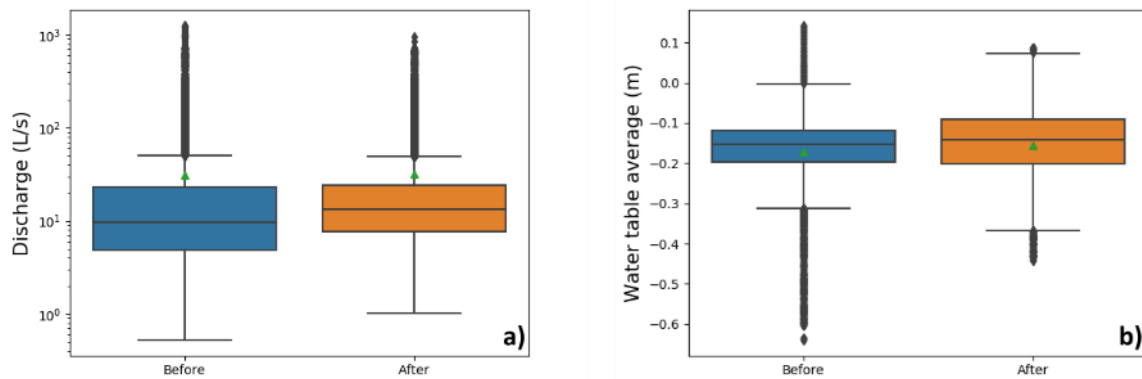 Discharge (L/s)
10³
10²
10¹
10⁰
Before
After
a)
Water table average (m)
0.1
0.0
−0.1
−0.2
−0.3
−0.4
−0.5
−0.6
Before
After
b)